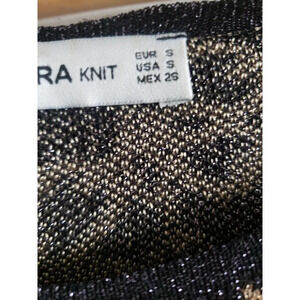 RA KNIT
EUR S
USA S
MEX 26